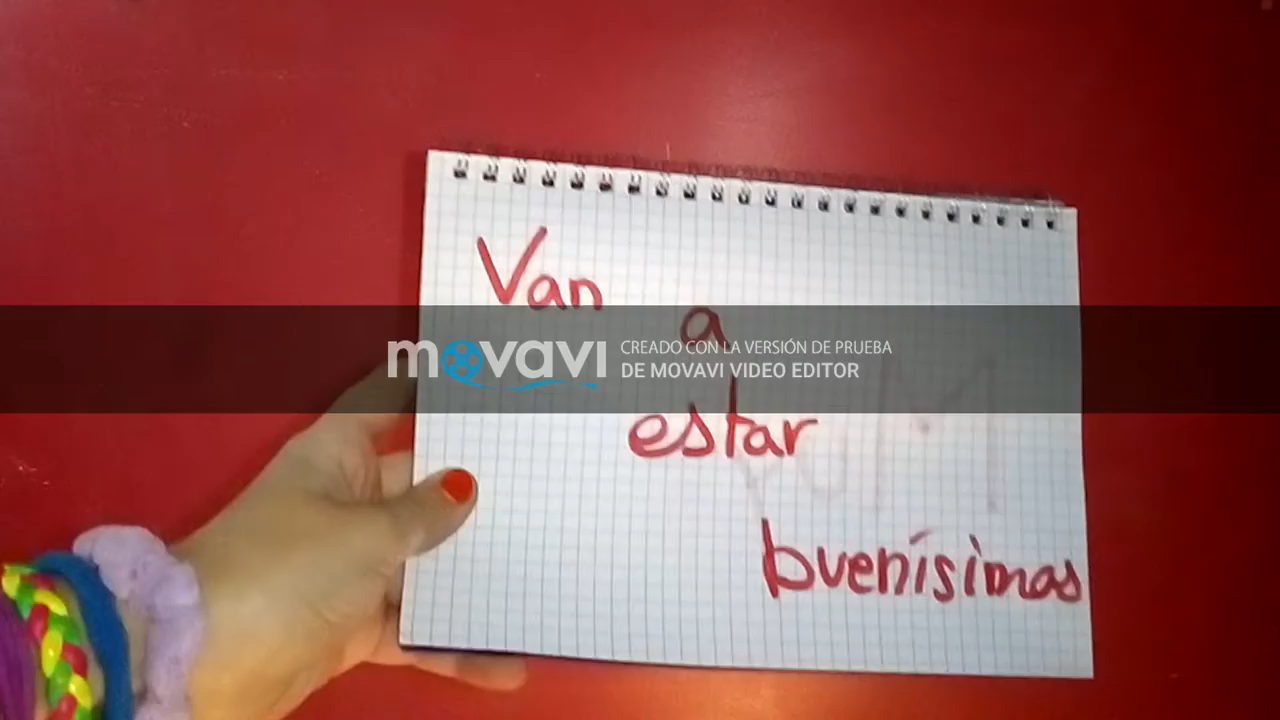 Van
a
movavi
CREADO CON LA VERSIÓN DE PRUEBA
DE MOVAVI VIDEO EDITOR
estar
buenísimas